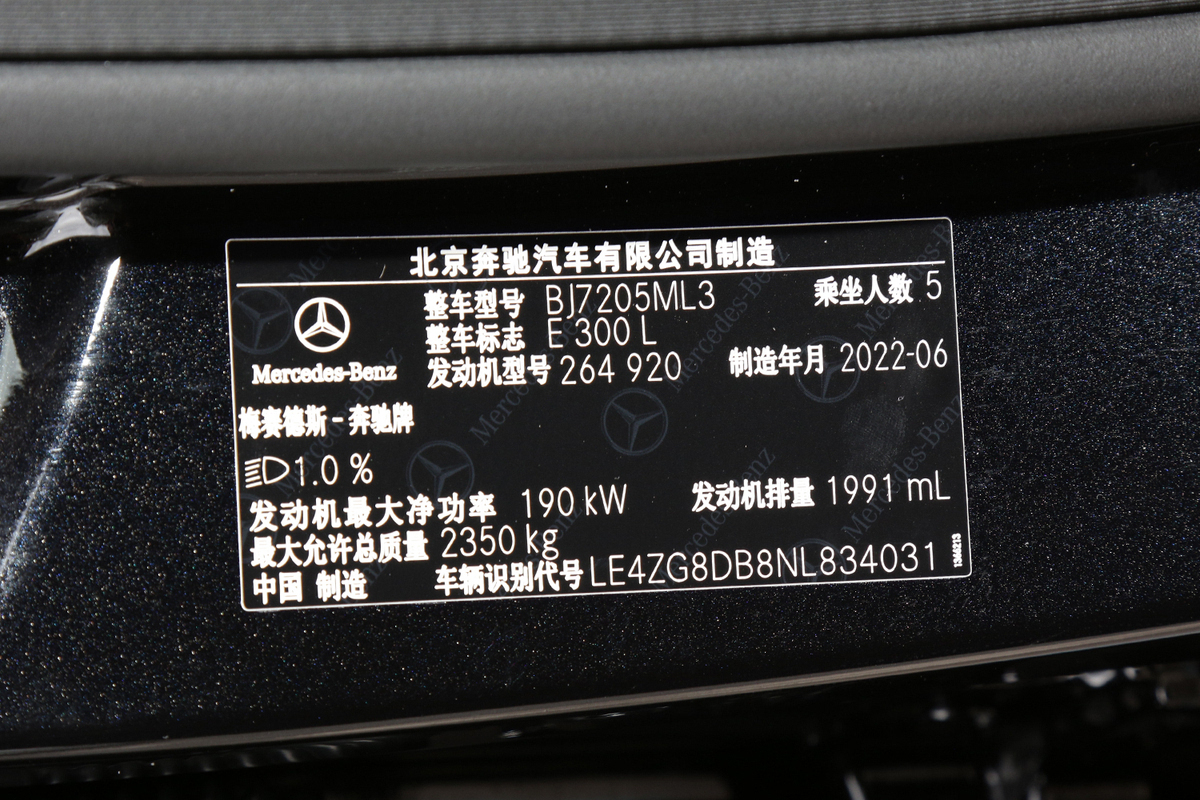 北京奔驰汽车有限公司制造
整车型号 BJ7205ML3 乘坐人数 5
整车标志 E 300 L
Mercedes-Benz 发动机型号 264 920 制造年月 2022-06
梅赛德斯-奔驰牌
1.0 %
发动机最大净功率 190 kW 发动机排量 1991 mL
最大允许总质量 2350 kg
中国 制造 车辆识别代号 LE4ZG8DB8NL834031
1366213